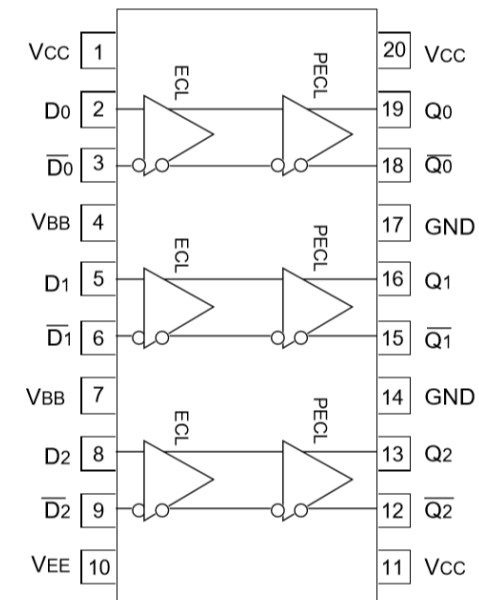 VCC 1 20 VCC
ECL PECL
D0 2 19 Q0
D̅0̅ 3 18 Q̅0̅
VBB 4 17 GND
ECL PECL
D1 5 16 Q1
D̅1 6 15 Q̅1̅
VBB 7 14 GND
ECL PECL
D2 8 13 Q2
D̅2̅ 9 12 Q̅2̅
VEE 10 11 VCC